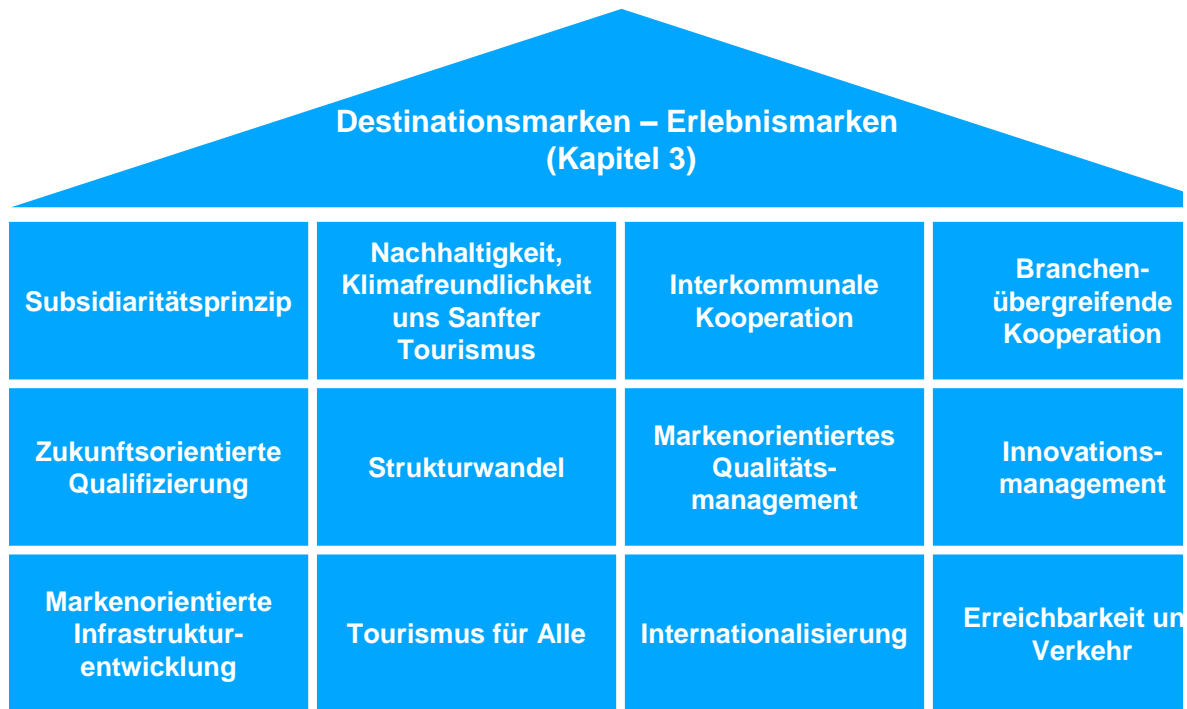 Destinationsmarken – Erlebnismarken
(Kapitel 3)
Subsidiaritätsprinzip
Nachhaltigkeit,
Klimafreundlichkeit
uns Sanfter
Tourismus
Interkommunale
Kooperation
Branchen-
übergreifende
Kooperation
Zukunftsorientierte
Qualifizierung
Strukturwandel
Markenorientiertes
Qualitäts-
management
Innovations-
management
Markenorientierte
Infrastruktur-
entwicklung
Tourismus für Alle
Internationalisierung
Erreichbarkeit un
Verkehr